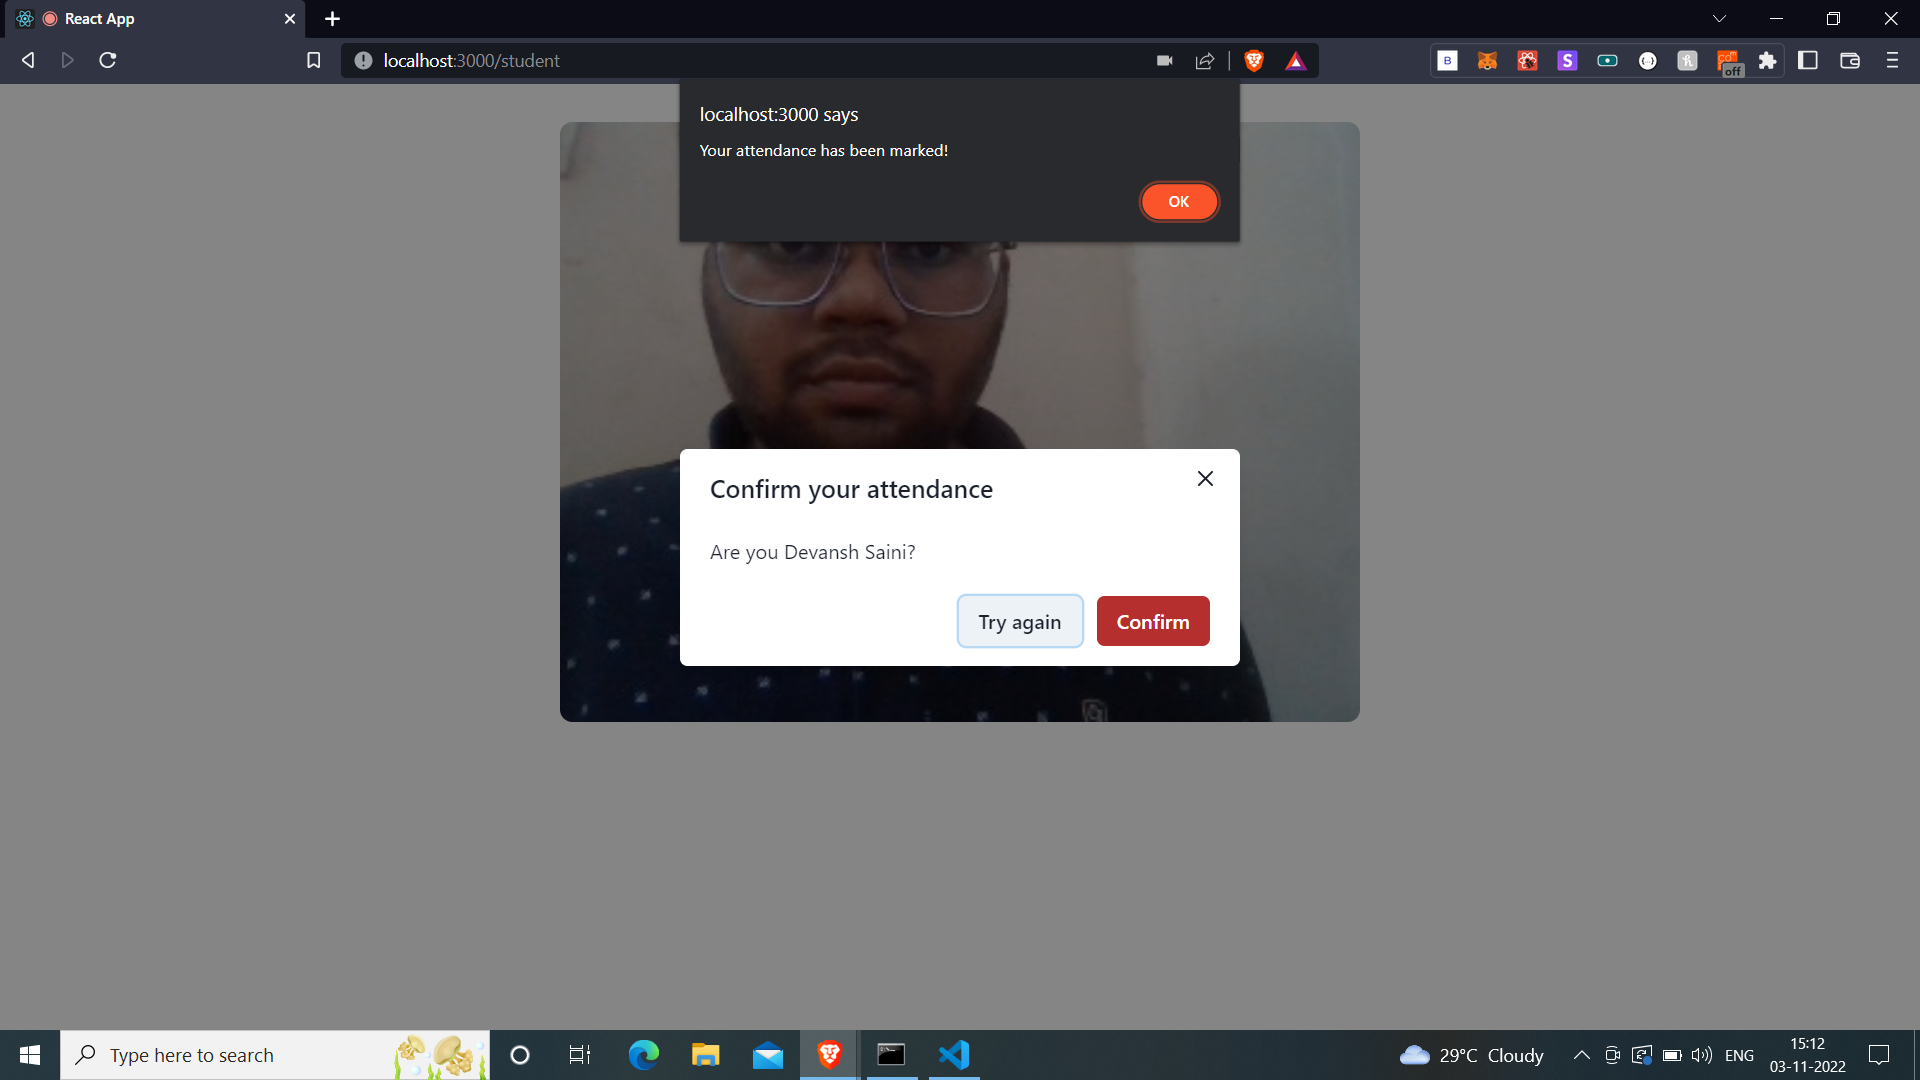 React App
localhost:3000/student
B
S
off
localhost:3000 says
Your attendance has been marked!
OK
Confirm your attendance
Are you Devansh Saini?
Try again
Confirm
Type here to search
29°C Cloudy
ENG
15:12
03-11-2022